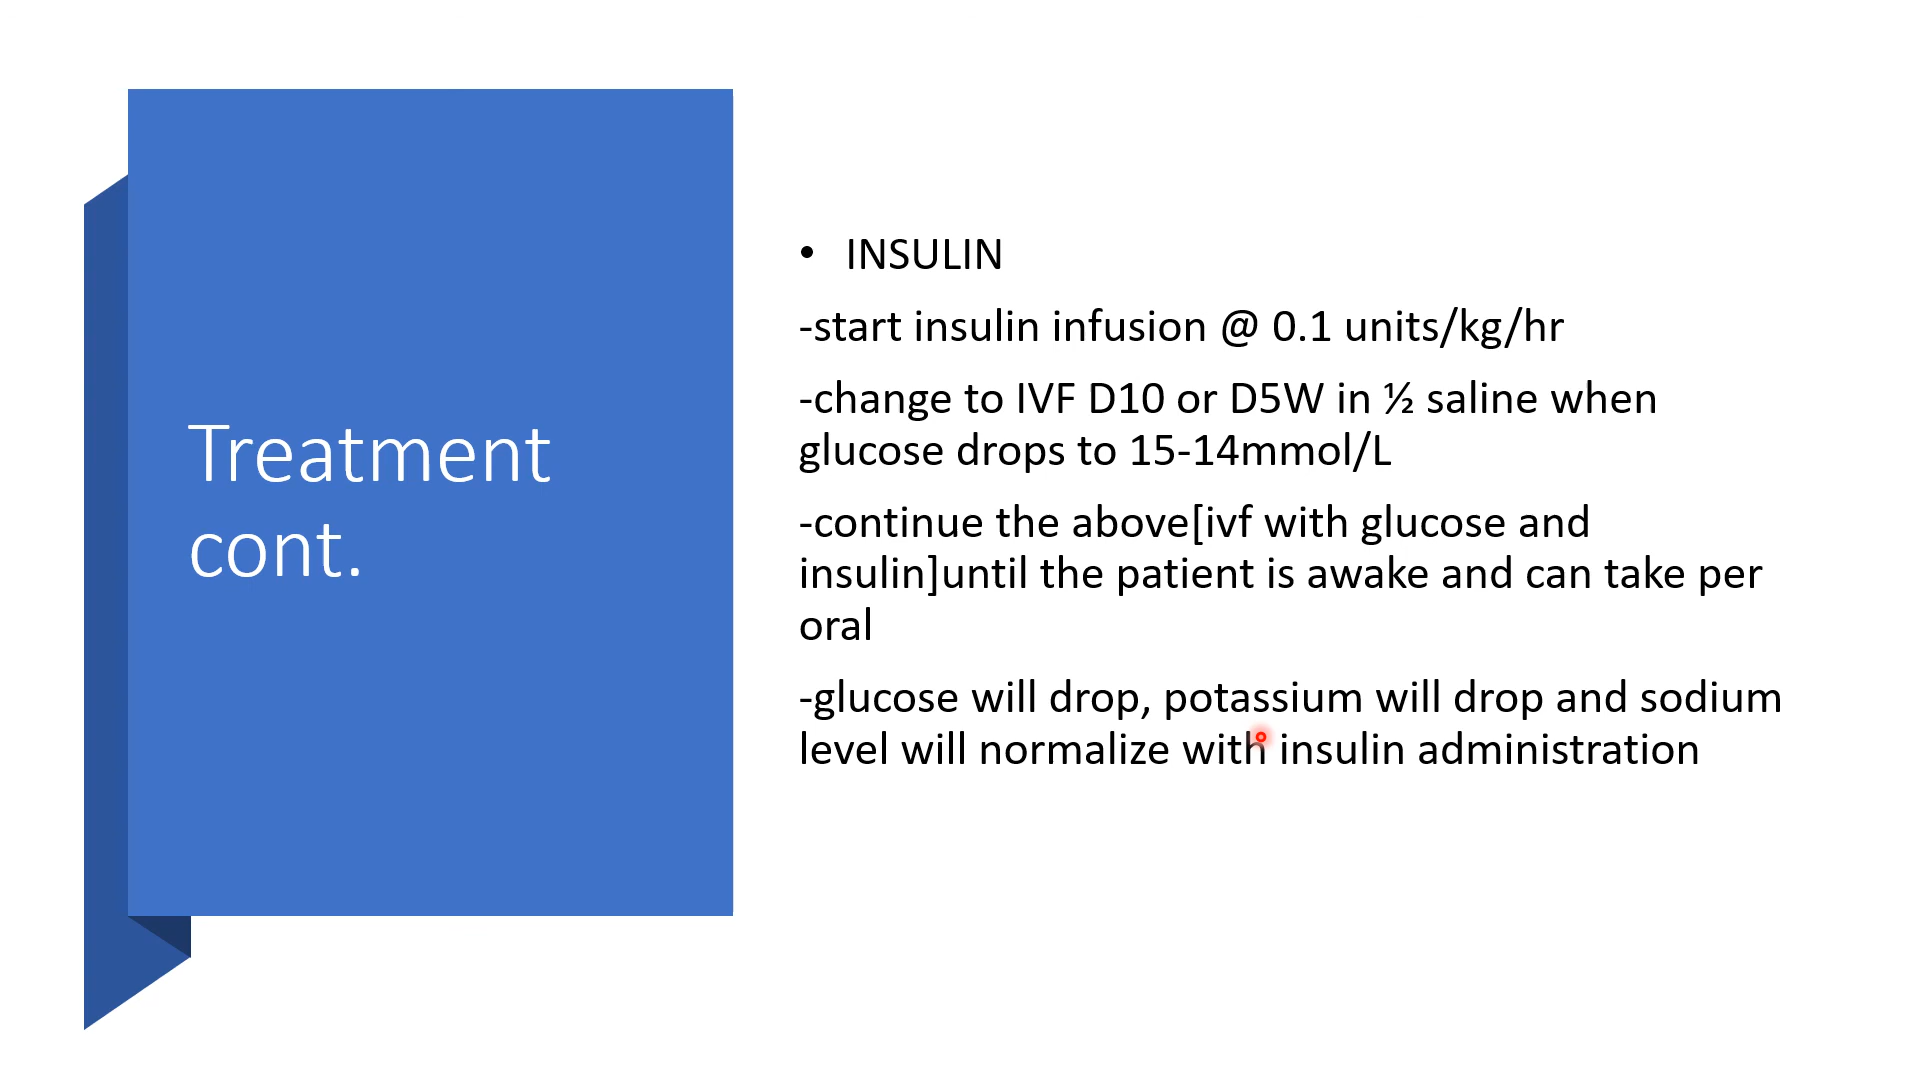 Treatment
cont.
• INSULIN
-start insulin infusion @ 0.1 units/kg/hr
-change to IVF D10 or D5W in ½ saline when
glucose drops to 15-14mmol/L
-continue the above[ivf with glucose and
insulin]until the patient is awake and can take per
oral
-glucose will drop, potassium will drop and sodium
level will normalize with insulin administration